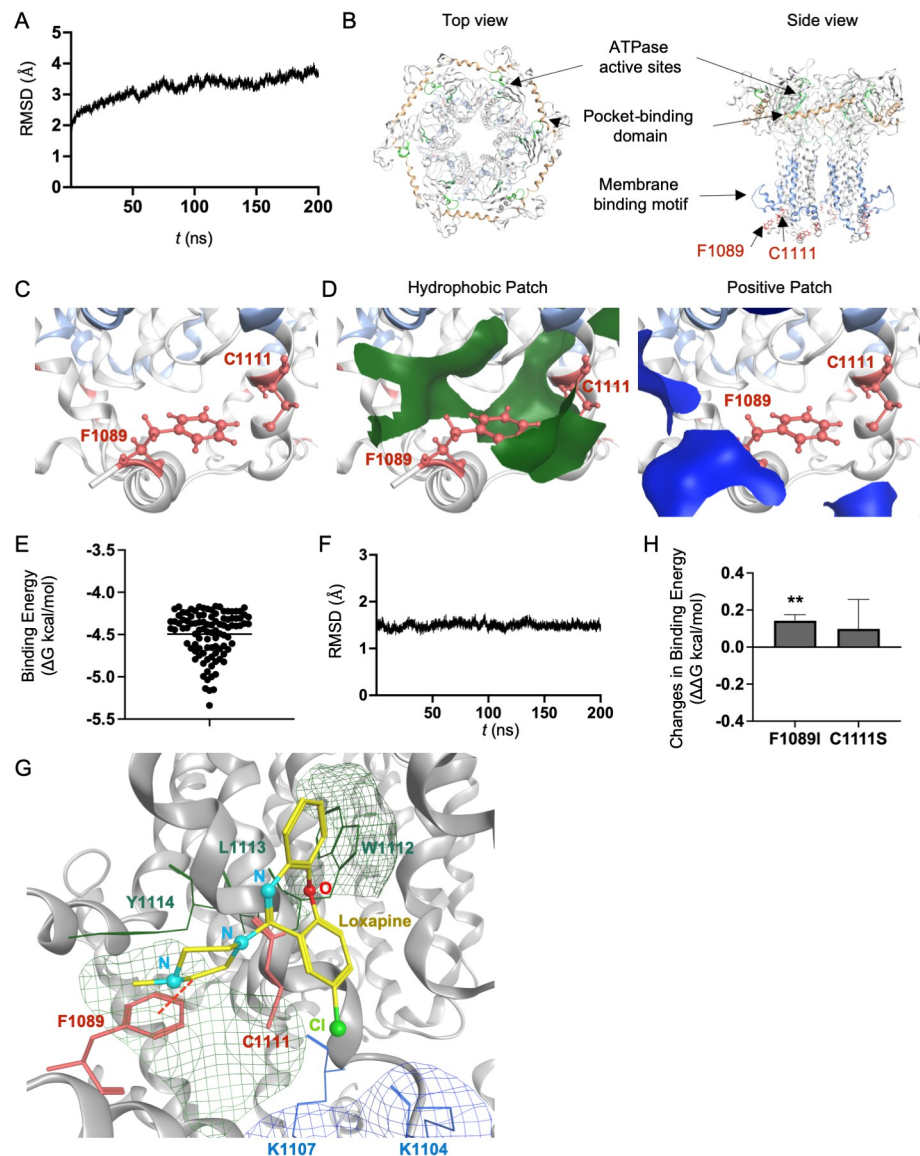 A
RMSD (Å)
5
4
3
2
1
0
50
100
150
200
t (ns)
B
Top view
Side view
ATPase
active sites
Pocket-binding
domain
Membrane
binding motif
F1089
C1111
C
C1111
F1089
D
Hydrophobic Patch
C1111
F1089
Positive Patch
C1111
F1089
E
Binding Energy
(ΔG kcal/mol)
-3.5
-4.0
-4.5
-5.0
-5.5
F
RMSD (Å)
3
2
1
0
50
100
150
200
t (ns)
H
Changes in Binding Energy
(ΔΔG kcal/mol)
0.4
0.2
0.0
-0.2
-0.4
**
F1089I C1111S
G
L1113
W1112
N
O
Y1114
Loxapine
N
N
F1089
Cl
C1111
K1107
K1104